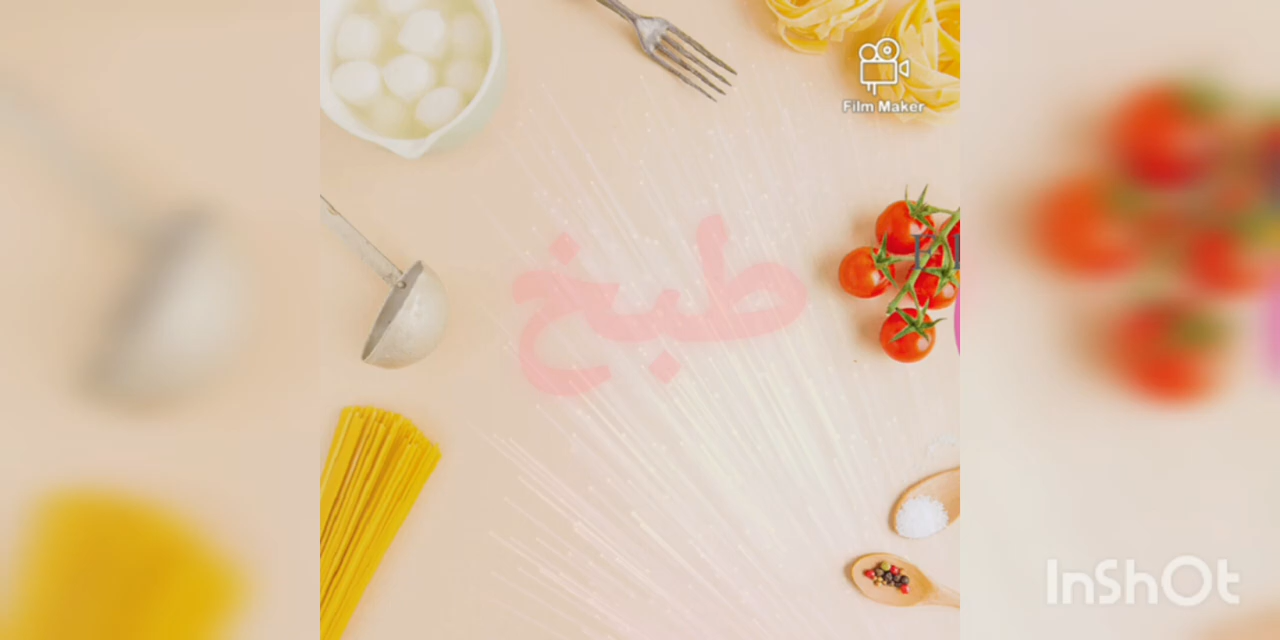 Film Maker
طبخ
InShOt